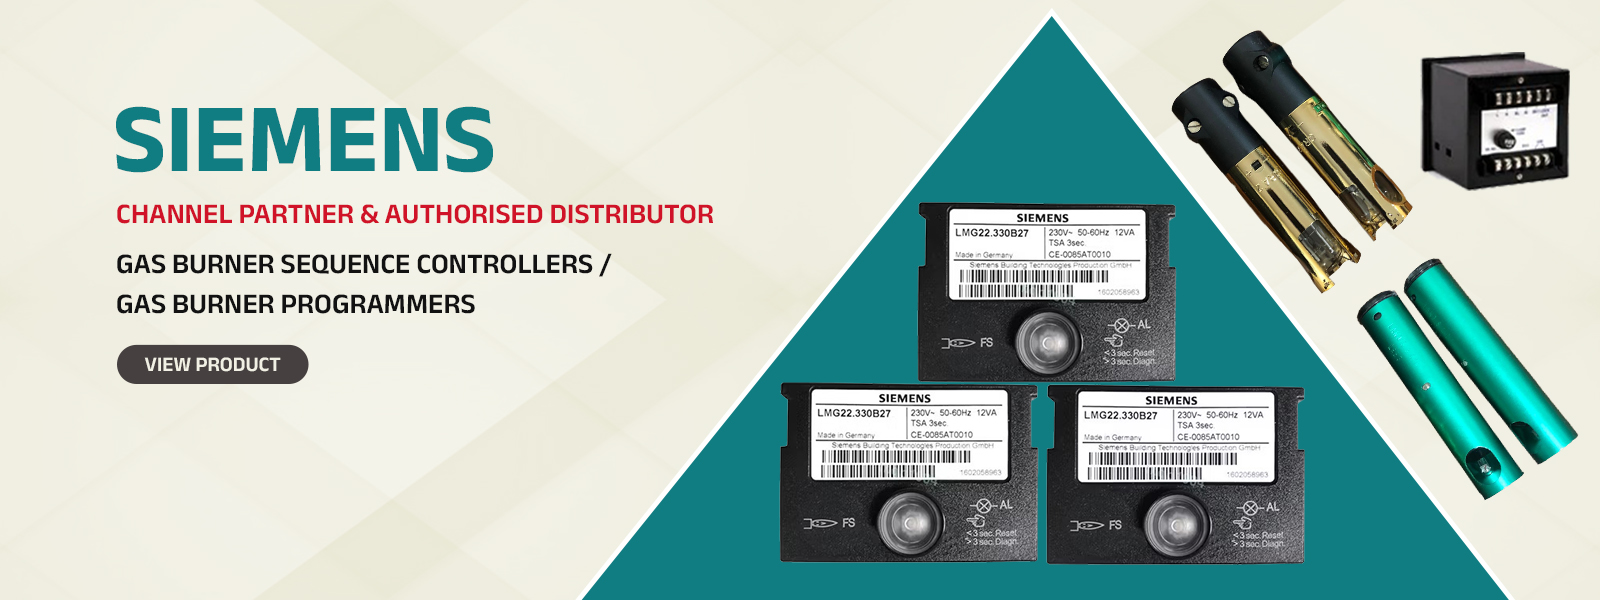 SIEMENS
CHANNEL PARTNER & AUTHORISED DISTRIBUTOR
GAS BURNER SEQUENCE CONTROLLERS /
GAS BURNER PROGRAMMERS
VIEW PRODUCT
SIEMENS
LMG22.330B27
230V~ 50-60Hz 12VA
TSA 3sec.
Made in Germany
CE-0085AT0010
Siemens Building Technologies Production GmbH
1602058963
FS
AL
< 3 sec. Reset
> 3 sec. Diagn.
SIEMENS
LMG22.330B27
230V~ 50-60Hz 12VA
TSA 3sec.
Made in Germany
CE-0085AT0010
Siemens Building Technologies Production GmbH
1602058963
FS
AL
< 3 sec. Reset
> 3 sec. Diagn.
SIEMENS
LMG22.330B27
230V~ 50-60Hz 12VA
TSA 3sec.
Made in Germany
CE-0085AT0010
Siemens Building Technologies Production GmbH
1602058963
FS
AL
< 3 sec. Reset
> 3 sec. Diagn.